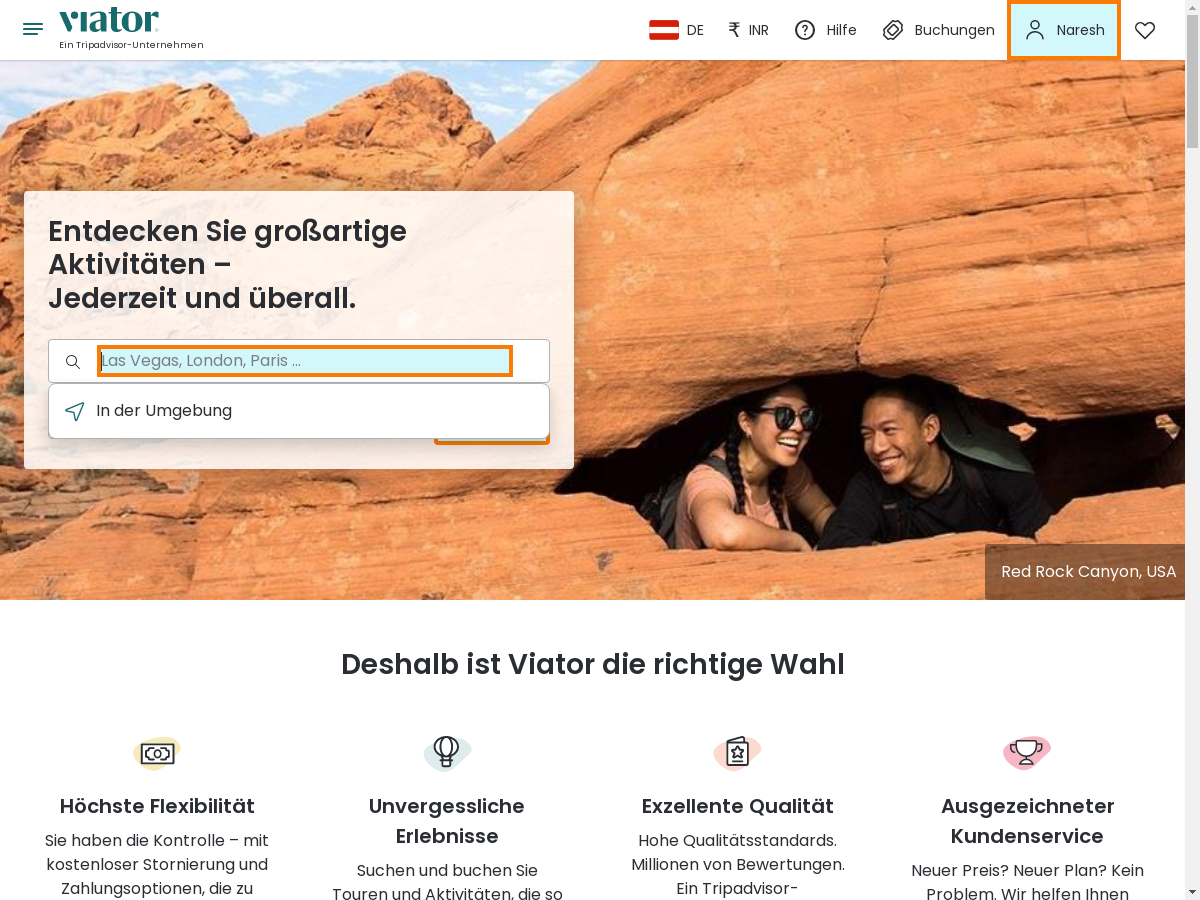 viator
Ein Tripadvisor-Unternehmen
DE
₹ INR
Hilfe
Buchungen
Naresh
Entdecken Sie großartige
Aktivitäten –
Jederzeit und überall.
Las Vegas, London, Paris ...
In der Umgebung
Red Rock Canyon, USA
Deshalb ist Viator die richtige Wahl
Höchste Flexibilität
Sie haben die Kontrolle – mit
kostenloser Stornierung und
Zahlungsoptionen, die zu
Unvergessliche
Erlebnisse
Suchen und buchen Sie
Touren und Aktivitäten, die so
Exzellente Qualität
Hohe Qualitätsstandards.
Millionen von Bewertungen.
Ein Tripadvisor-
Ausgezeichneter
Kundenservice
Neuer Preis? Neuer Plan? Kein
Problem. Wir helfen Ihnen